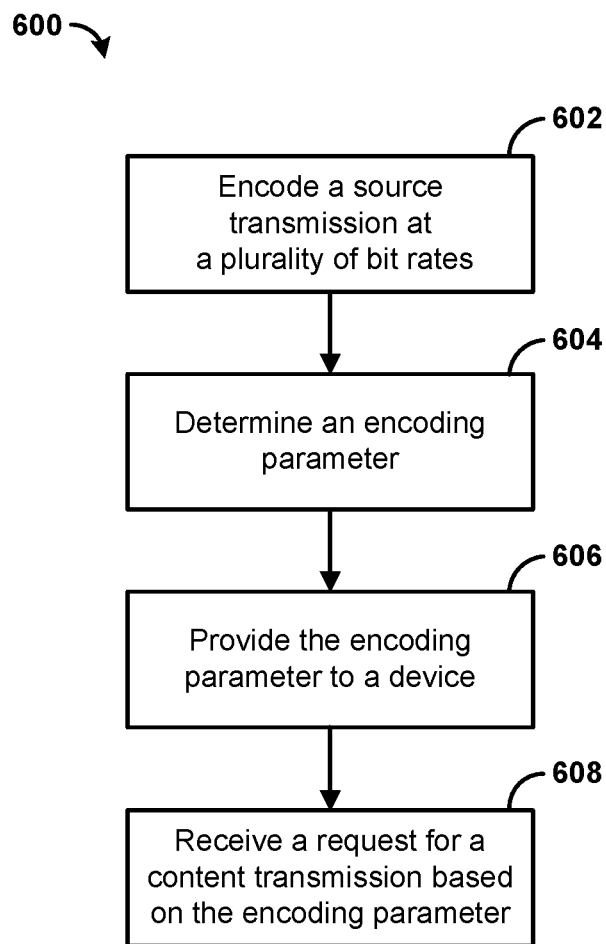 600
602
Encode a source
transmission at
a plurality of bit rates
604
Determine an encoding
parameter
606
Provide the encoding
parameter to a device
608
Receive a request for a
content transmission based
on the encoding parameter